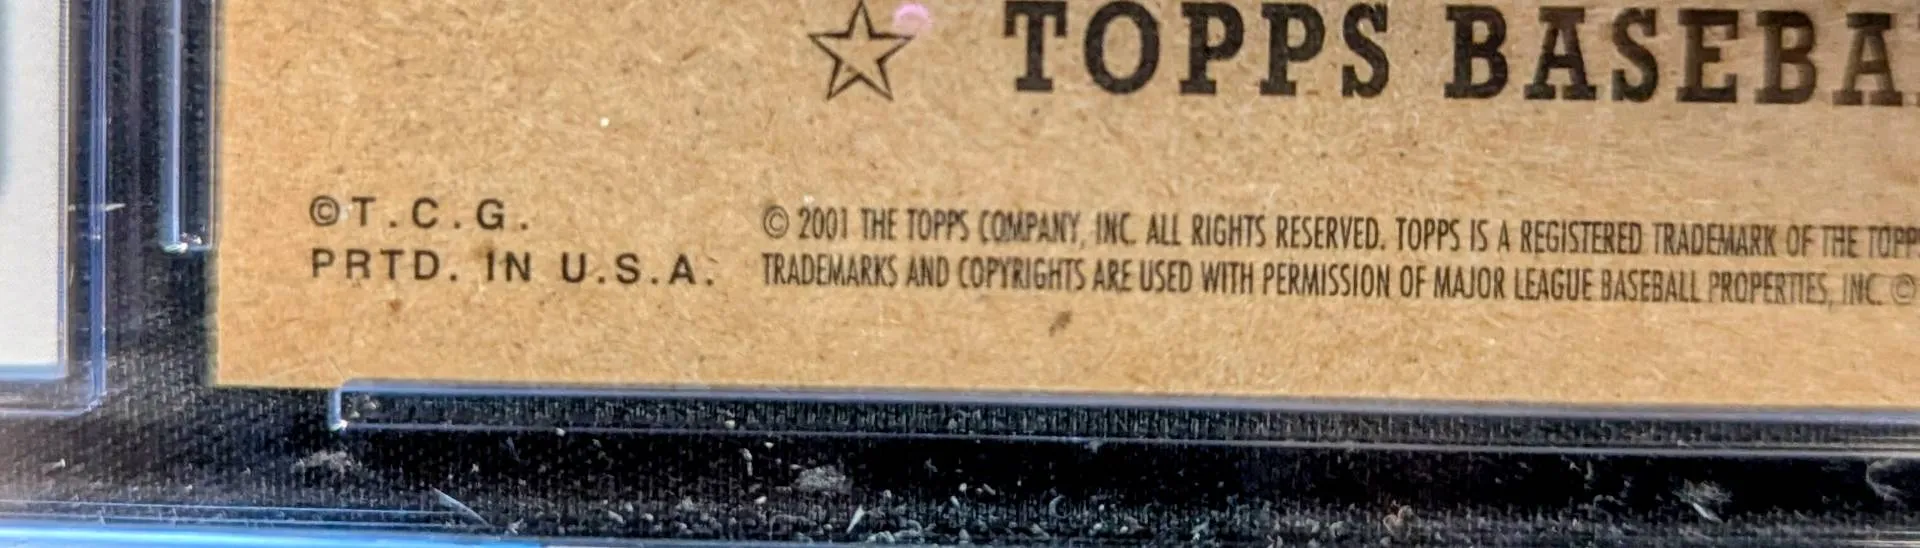 ☆ TOPPS BASEBA
©T.C.G.
PRTD. IN U.S.A.
© 2001 THE TOPPS COMPANY, INC. ALL RIGHTS RESERVED. TOPPS IS A REGISTERED TRADEMARK OF THE TOPPS
TRADEMARKS AND COPYRIGHTS ARE USED WITH PERMISSION OF MAJOR LEAGUE BASEBALL PROPERTIES, INC. ©